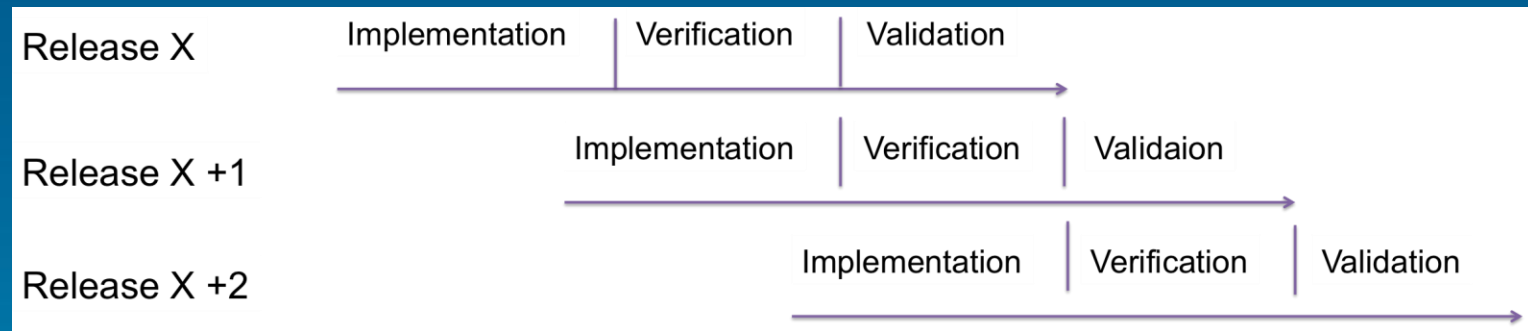 Release X Implementation Verification Validation
Release X +1 Implementation Verification Validaion
Release X +2 Implementation Verification Validation